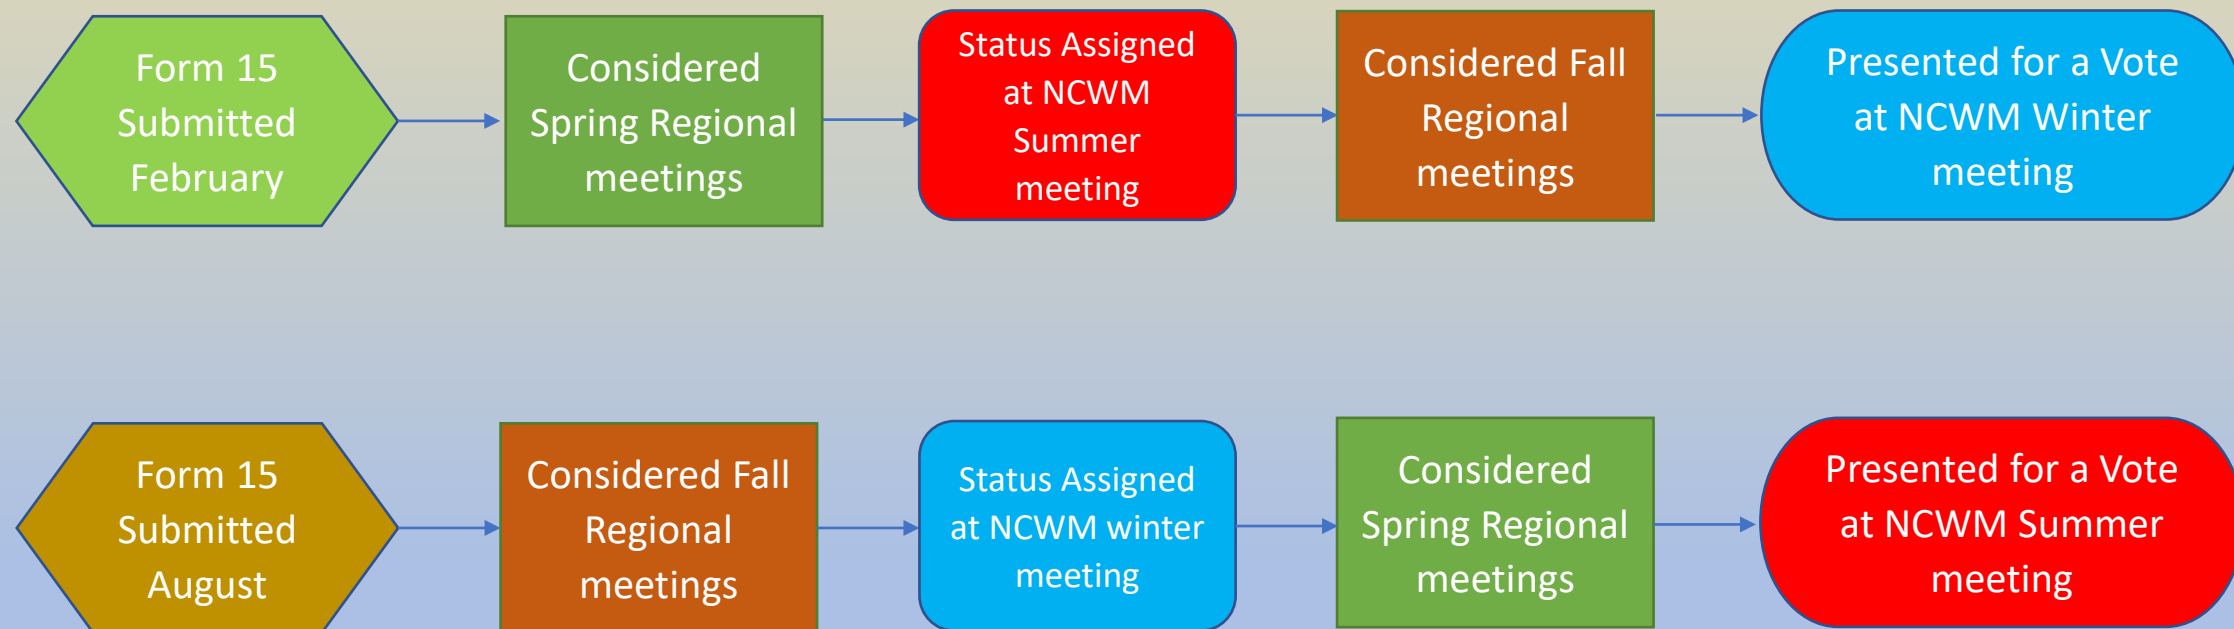 Form 15
Submitted
February
Considered
Spring Regional
meetings
Status Assigned
at NCWM
Summer
meeting
Considered Fall
Regional
meetings
Presented for a Vote
at NCWM Winter
meeting
Form 15
Submitted
August
Considered Fall
Regional
meetings
Status Assigned
at NCWM winter
meeting
Considered
Spring Regional
meetings
Presented for a Vote
at NCWM Summer
meeting